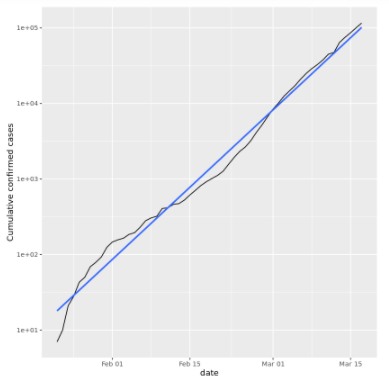 1e+05
1e+04
1e+03
1e+02
1e+01
Cumulative confirmed cases
Feb 01 Feb 15 Mar 01 Mar 15
date